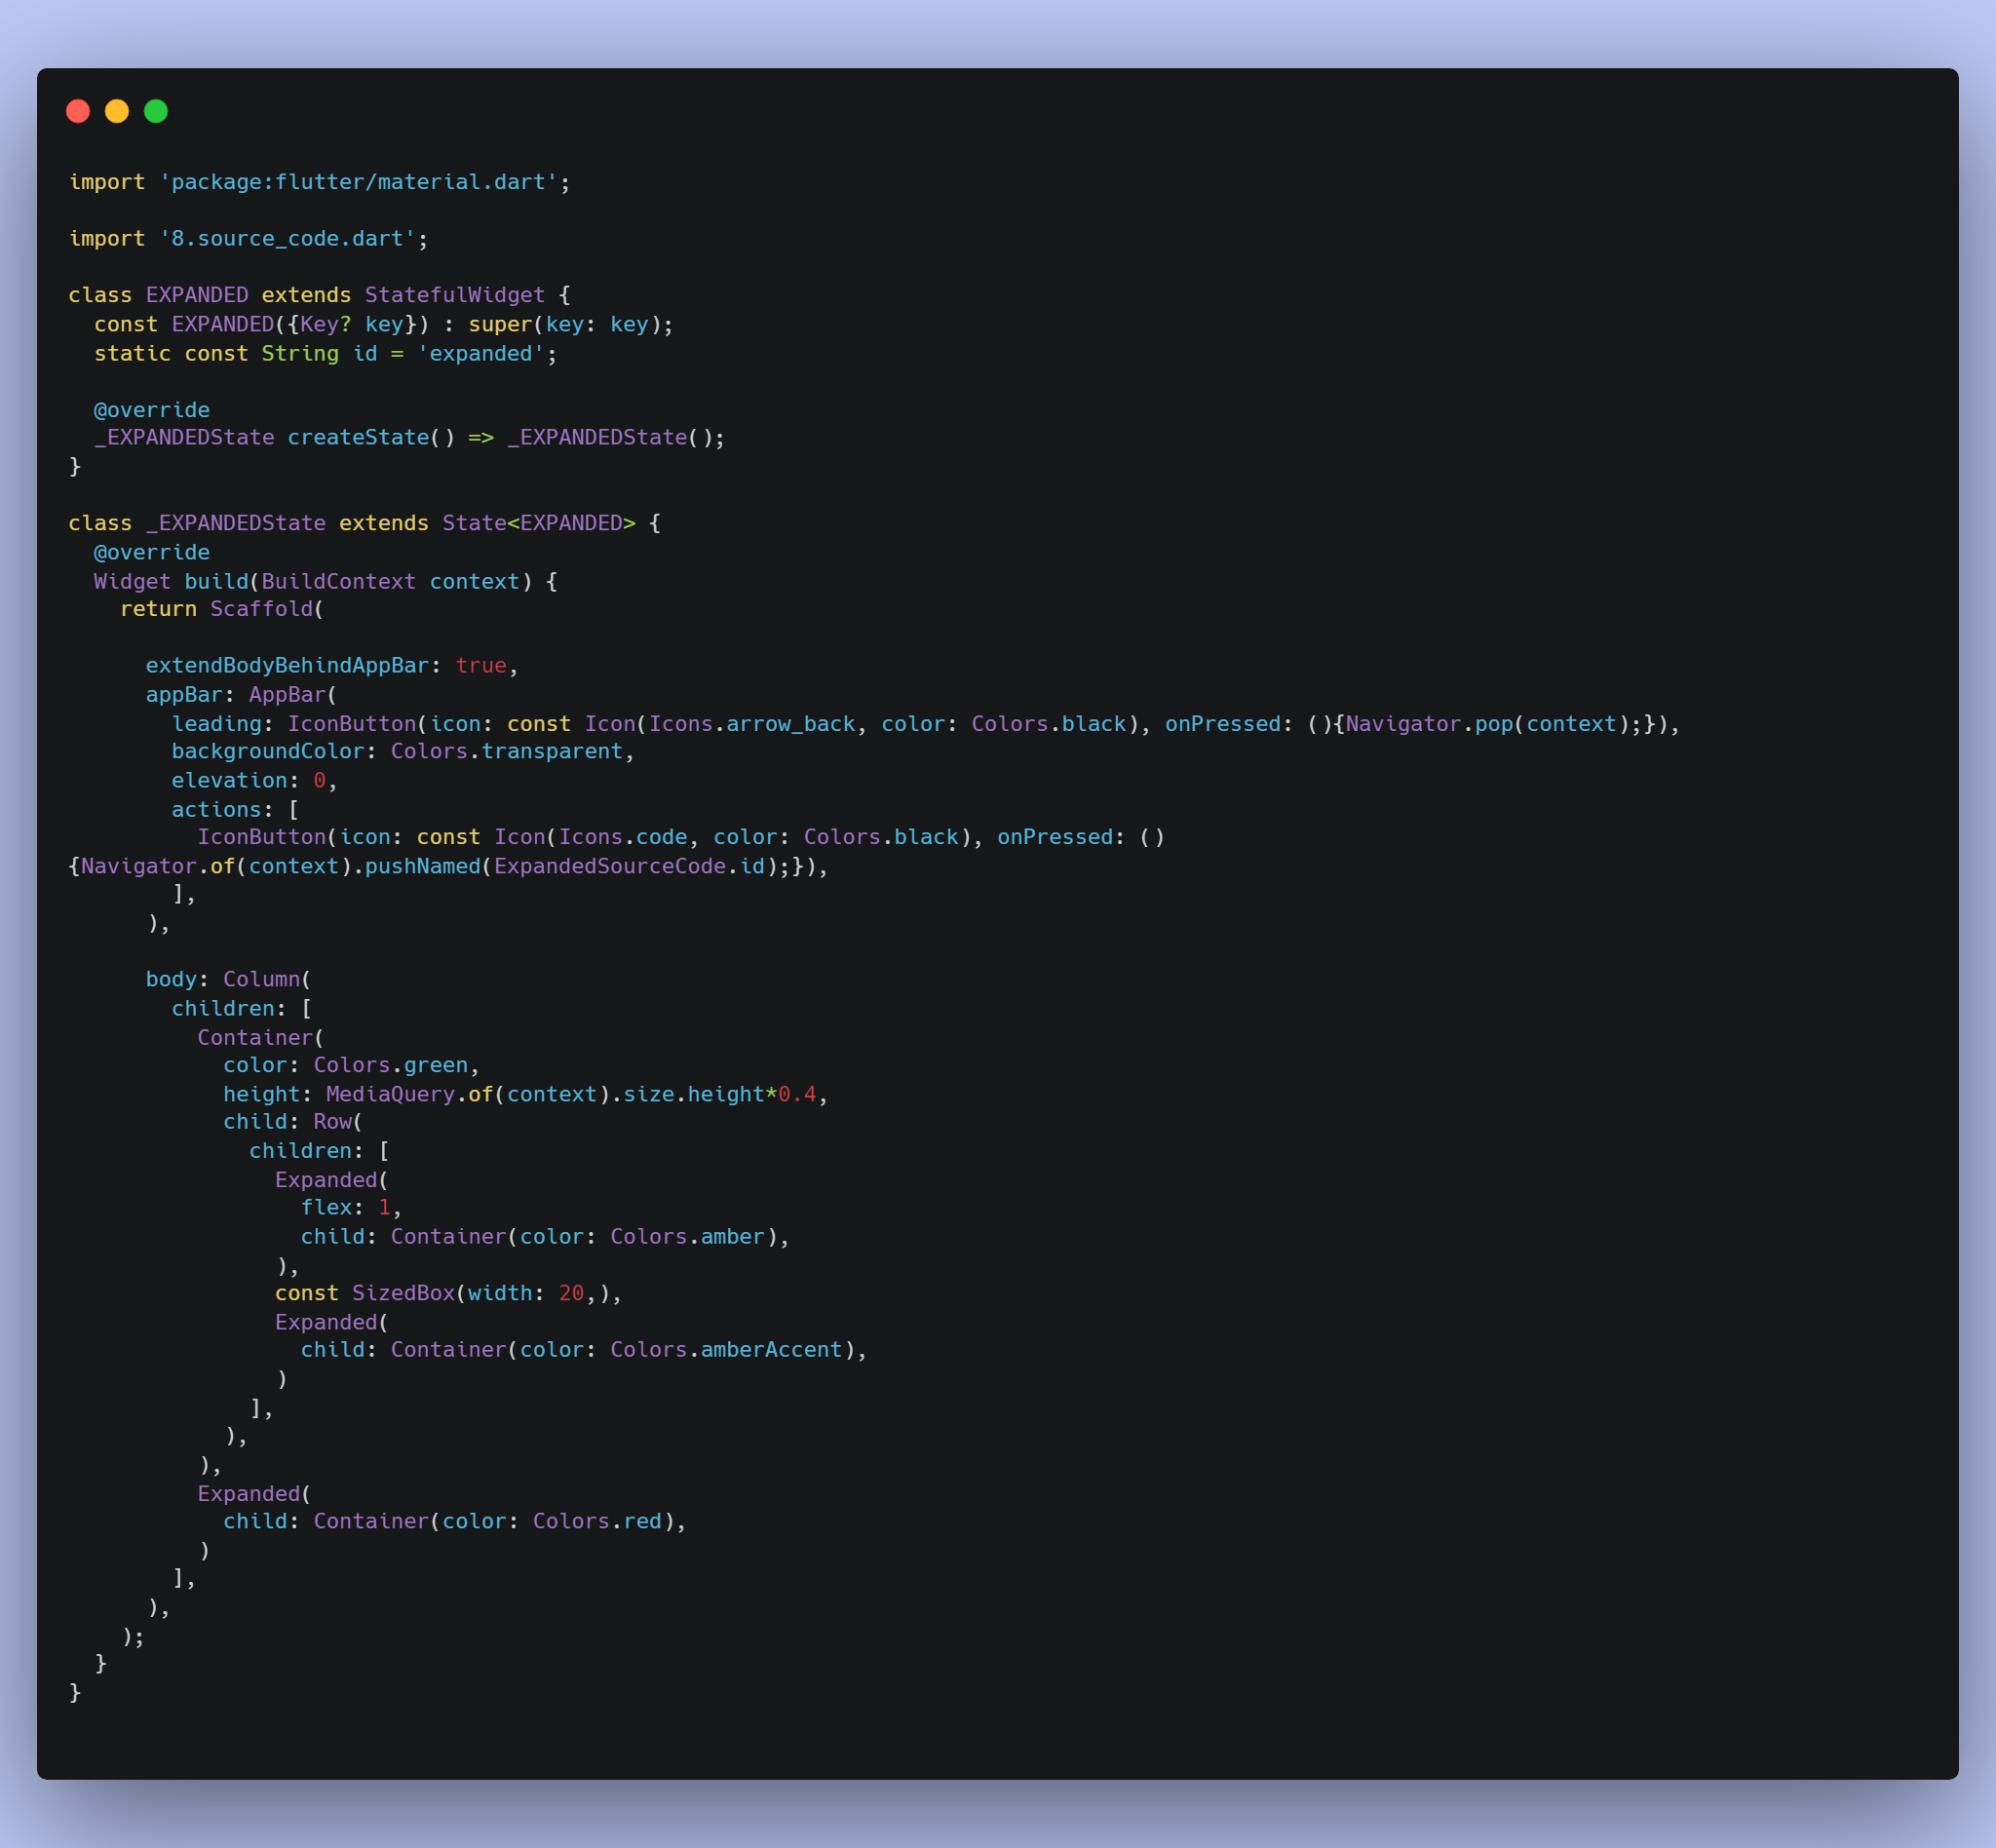 import 'package:flutter/material.dart';

import '8.source_code.dart';

class EXPANDED extends StatefulWidget {
  const EXPANDED({Key? key}) : super(key: key);
  static const String id = 'expanded';

  @override
  _EXPANDEDState createState() => _EXPANDEDState();
}

class _EXPANDEDState extends State<EXPANDED> {
  @override
  Widget build(BuildContext context) {
    return Scaffold(

      extendBodyBehindAppBar: true,
      appBar: AppBar(
        leading: IconButton(icon: const Icon(Icons.arrow_back, color: Colors.black), onPressed: (){Navigator.pop(context);}),
        backgroundColor: Colors.transparent,
        elevation: 0,
        actions: [
          IconButton(icon: const Icon(Icons.code, color: Colors.black), onPressed: ()
{Navigator.of(context).pushNamed(ExpandedSourceCode.id);}),
        ],
      ),

      body: Column(
        children: [
          Container(
            color: Colors.green,
            height: MediaQuery.of(context).size.height*0.4,
            child: Row(
              children: [
                Expanded(
                  flex: 1,
                  child: Container(color: Colors.amber),
                ),
                const SizedBox(width: 20,),
                Expanded(
                  child: Container(color: Colors.amberAccent),
                )
              ],
            ),
          ),
          Expanded(
            child: Container(color: Colors.red),
          )
        ],
      ),
    );
  }
}